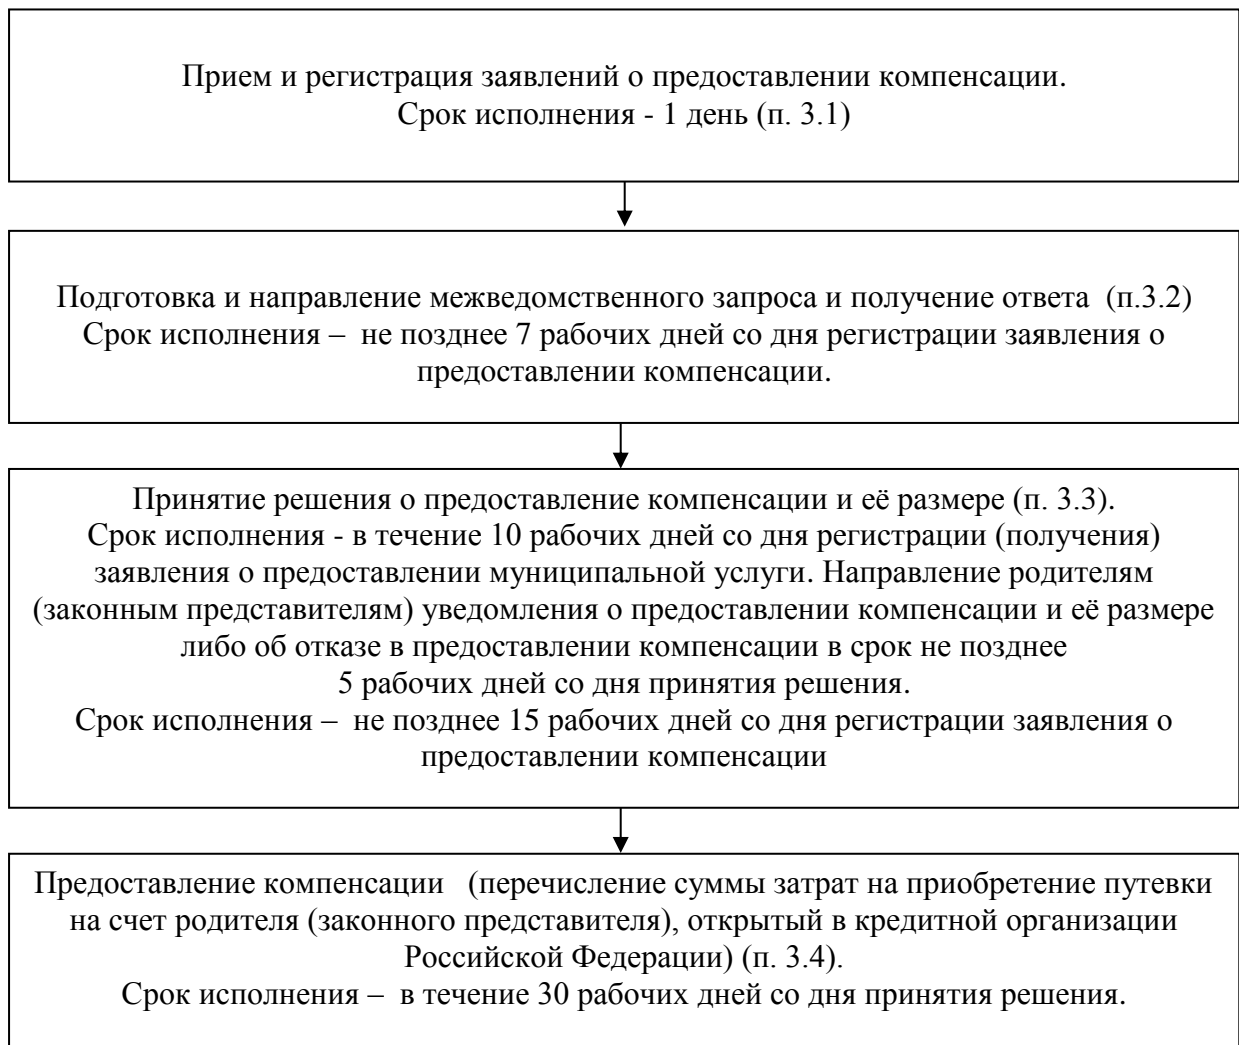 Прием и регистрация заявлений о предоставлении компенсации.
Срок исполнения - 1 день (п. 3.1)
Подготовка и направление межведомственного запроса и получение ответа (п.3.2)
Срок исполнения – не позднее 7 рабочих дней со дня регистрации заявления о
предоставлении компенсации.
Принятие решения о предоставление компенсации и её размере (п. 3.3).
Срок исполнения - в течение 10 рабочих дней со дня регистрации (получения)
заявления о предоставлении муниципальной услуги. Направление родителям
(законным представителям) уведомления о предоставлении компенсации и её размере
либо об отказе в предоставлении компенсации в срок не позднее
5 рабочих дней со дня принятия решения.
Срок исполнения – не позднее 15 рабочих дней со дня регистрации заявления о
предоставлении компенсации
Предоставление компенсации (перечисление суммы затрат на приобретение путевки
на счет родителя (законного представителя), открытый в кредитной организации
Российской Федерации) (п. 3.4).
Срок исполнения – в течение 30 рабочих дней со дня принятия решения.